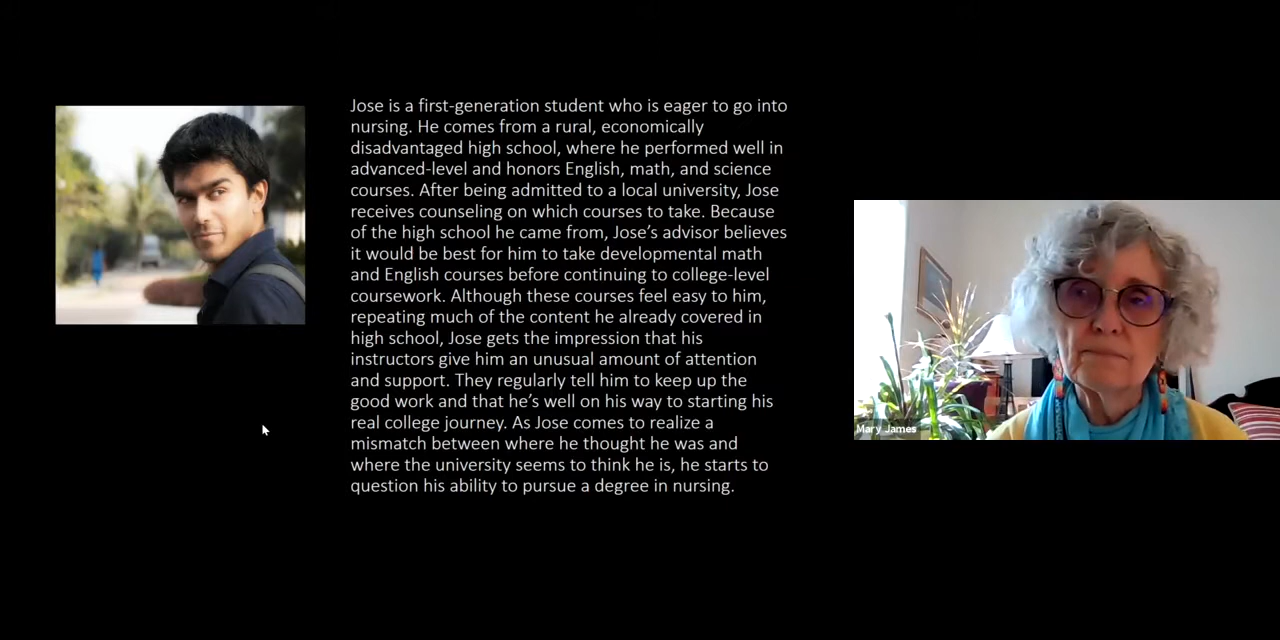 Jose is a first-generation student who is eager to go into
nursing. He comes from a rural, economically
disadvantaged high school, where he performed well in
advanced-level and honors English, math, and science
courses. After being admitted to a local university, Jose
receives counseling on which courses to take. Because
of the high school he came from, Jose’s advisor believes
it would be best for him to take developmental math
and English courses before continuing to college-level
coursework. Although these courses feel easy to him,
repeating much of the content he already covered in
high school, Jose gets the impression that his
instructors give him an unusual amount of attention
and support. They regularly tell him to keep up the
good work and that he’s well on his way to starting his
real college journey. As Jose comes to realize a
mismatch between where he thought he was and
where the university seems to think he is, he starts to
question his ability to pursue a degree in nursing.
Mary James